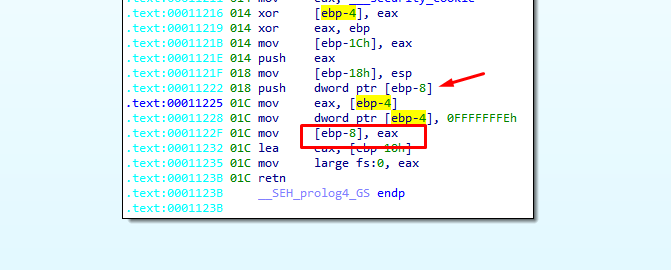 .text:00011216 014 xor [ebp-4], eax
.text:00011219 014 xor eax, ebp
.text:0001121B 014 mov [ebp-1Ch], eax
.text:0001121E 014 push eax
.text:0001121F 018 mov [ebp-18h], esp
.text:00011222 018 push dword ptr [ebp-8]
.text:00011225 01C mov eax, [ebp-4]
.text:00011228 01C mov dword ptr [ebp-4], 0FFFFFFFEh
.text:0001122F 01C mov [ebp-8], eax
.text:00011232 01C lea eax, [ebp-10h]
.text:00011235 01C mov large fs:0, eax
.text:0001123B 01C retn
.text:0001123B __SEH_prolog4_GS endp
.text:0001123B